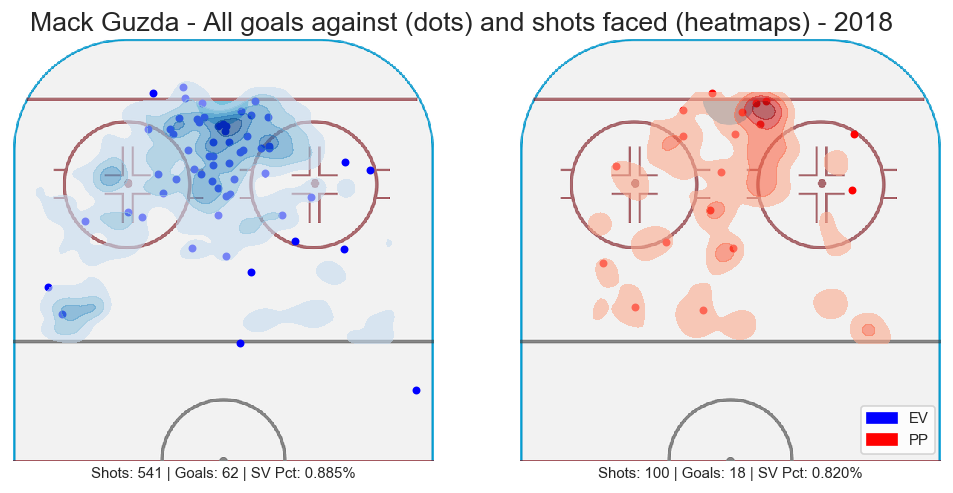 Mack Guzda - All goals against (dots) and shots faced (heatmaps) - 2018
EV
PP
Shots: 541 | Goals: 62 | SV Pct: 0.885%
Shots: 100 | Goals: 18 | SV Pct: 0.820%